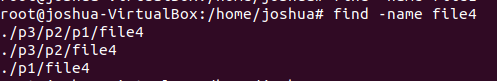 root@joshua-VirtualBox:/home/joshua# find -name file4
./p3/p2/p1/file4
./p3/p2/file4
./p1/file4